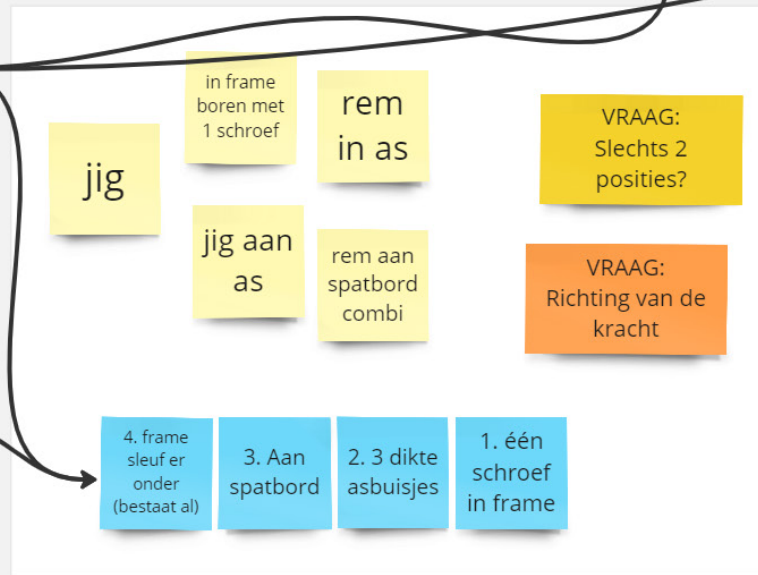 jig
in frame
boren met
1 schroef
rem
in as
jig aan
as
rem aan
spatbord
combi
VRAAG:
Slechts 2
posities?
VRAAG:
Richting van de
kracht
4. frame
sleuf er
onder
(bestaat al)
3. Aan
spatbord
2. 3 dikte
asbuisjes
1. één
schroef
in frame